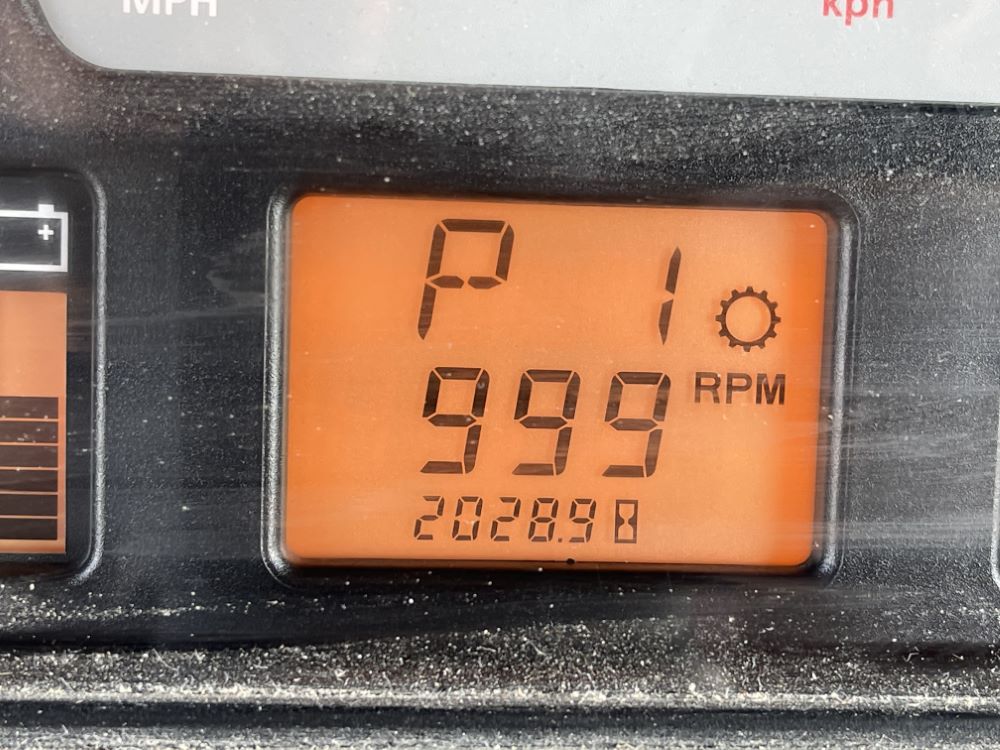 MPH kph
P 1
999 RPM
2028.9
+